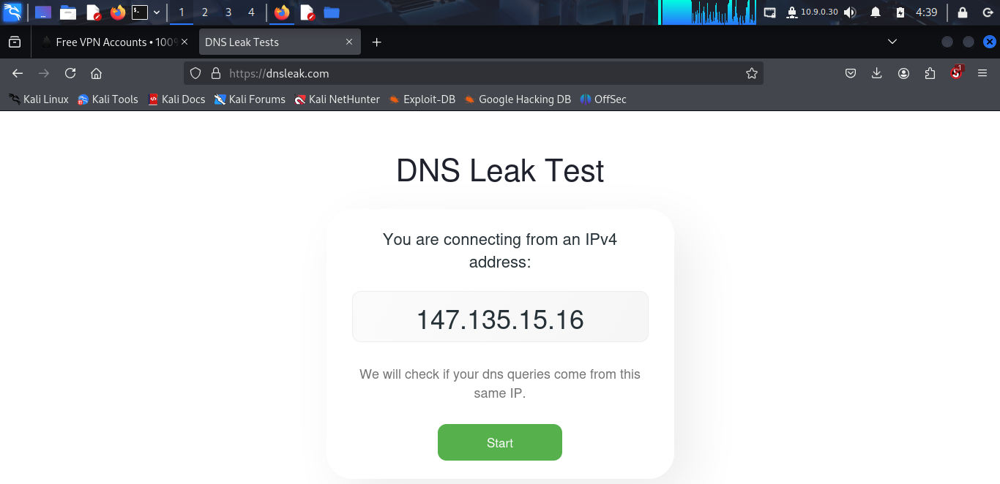 1 2 3 4 10.9.0.30 4:39
Free VPN Accounts • 100% DNS Leak Tests
https://dnsleak.com 1
Kali Linux Kali Tools Kali Docs Kali Forums Kali NetHunter Exploit-DB Google Hacking DB OffSec
DNS Leak Test
You are connecting from an IPv4
address:
147.135.15.16
We will check if your dns queries come from this
same IP.
Start